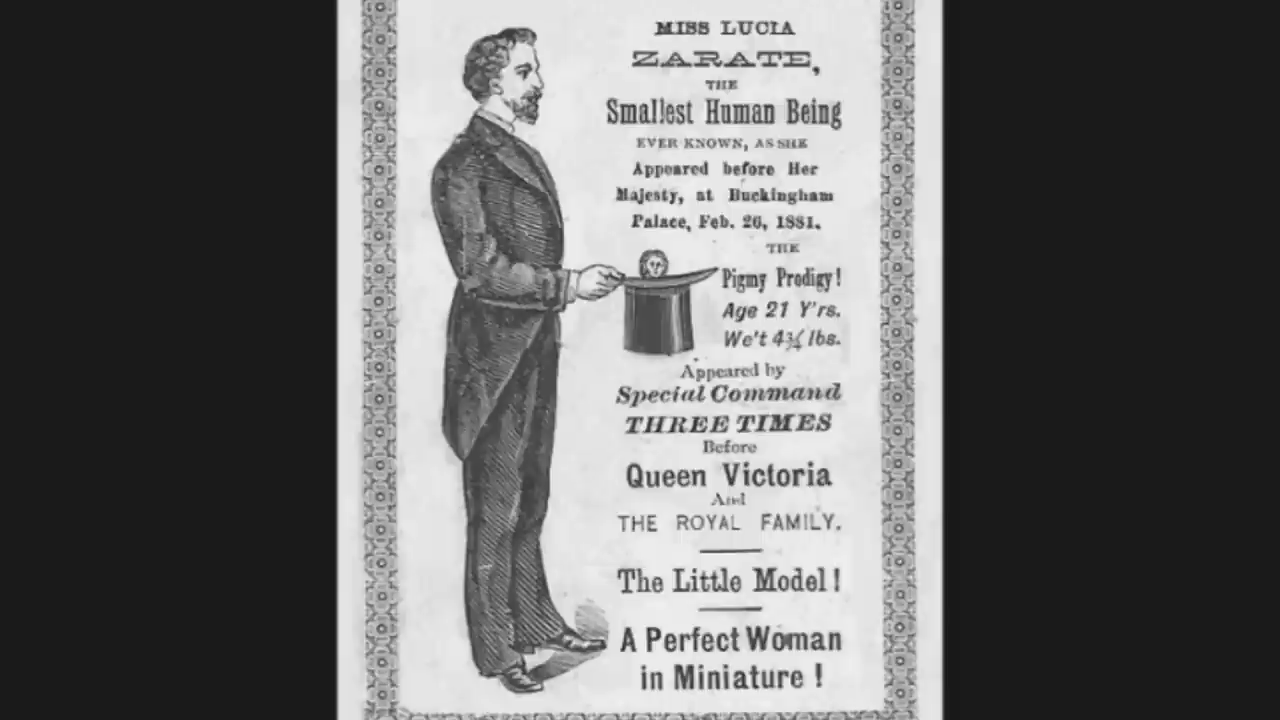 MISS LUCIA
ZARATE,
THE
Smallest Human Being
EVER KNOWN, AS SHE
Appeared before Her
Majesty, at Buckingham
Palace, Feb. 26, 1881.
THE
Pigmy Prodigy!
Age 21 Y'rs.
We't 4¾ lbs.
Appeared by
Special Command
THREE TIMES
Before
Queen Victoria
And
THE ROYAL FAMILY.
The Little Model!
A Perfect Woman
in Miniature!